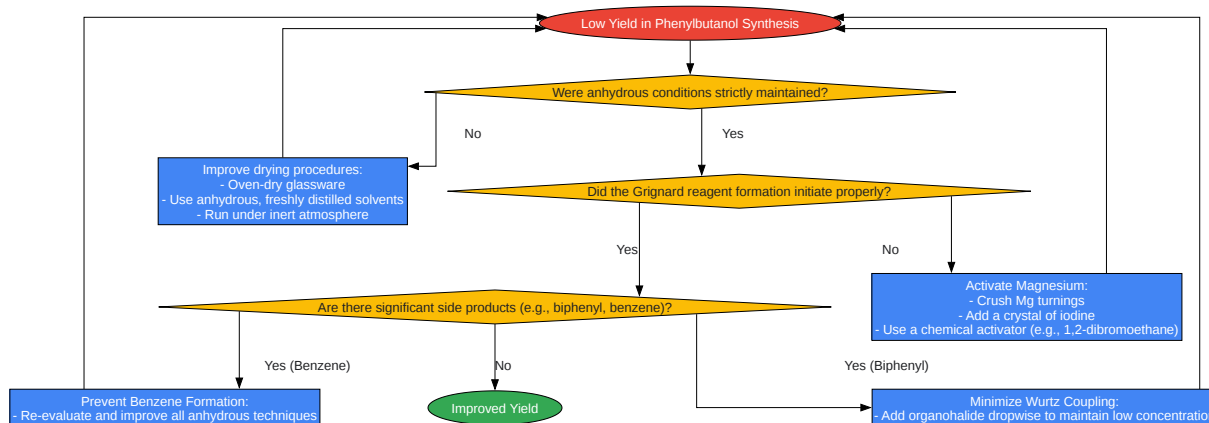 Low Yield in Phenylbutanol Synthesis
Were anhydrous conditions strictly maintained?
No
Yes
Improve drying procedures:
- Oven-dry glassware
- Use anhydrous, freshly distilled solvents
- Run under inert atmosphere
Did the Grignard reagent formation initiate properly?
Yes
No
Activate Magnesium:
- Crush Mg turnings
- Add a crystal of iodine
- Use a chemical activator (e.g., 1,2-dibromoethane)
Are there significant side products (e.g., biphenyl, benzene)?
Yes (Benzene)
No
Yes (Biphenyl)
Prevent Benzene Formation:
- Re-evaluate and improve all anhydrous techniques
Improved Yield
Minimize Wurtz Coupling:
- Add organohalide dropwise to maintain low